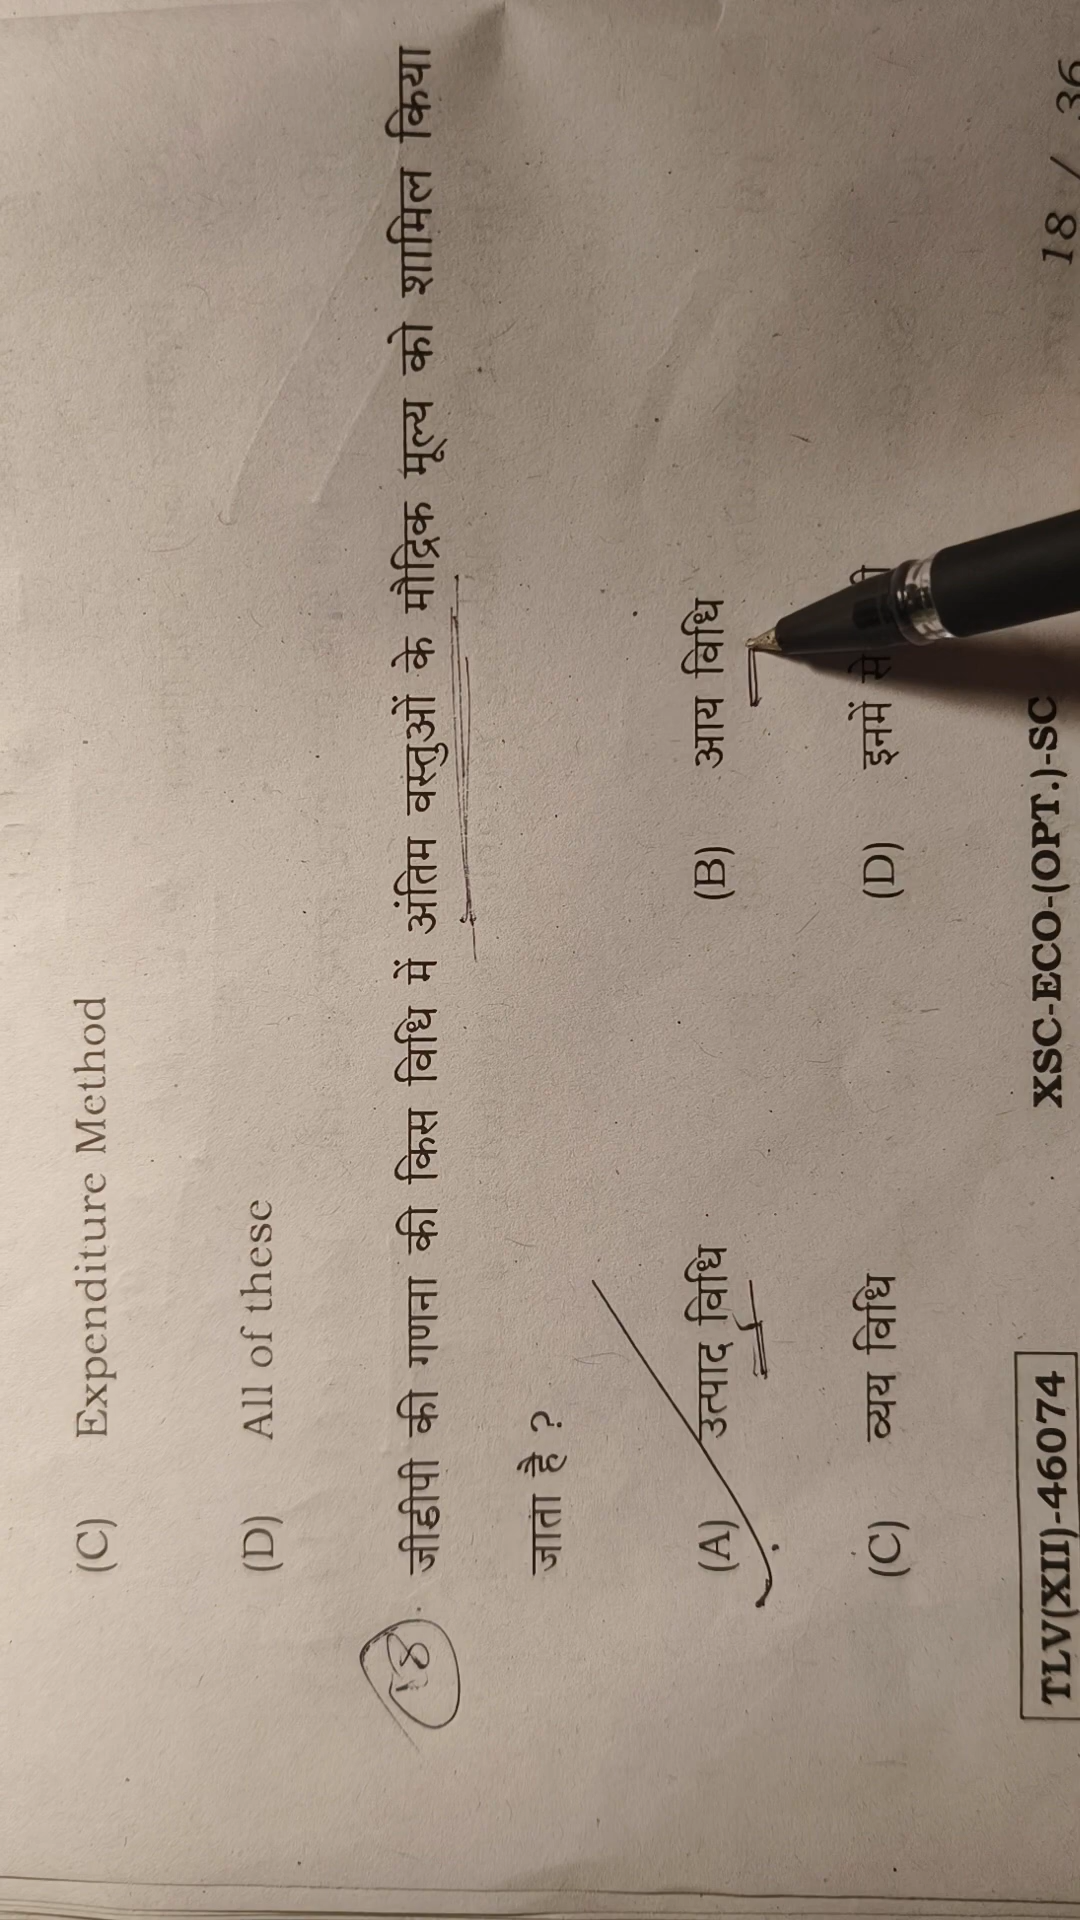 (C) Expenditure Method
(D) All of these
18. जीडीपी की गणना की किस विधि में अंतिम वस्तुओं के मौद्रिक मूल्य को शामिल किया
जाता है ?
(A) उत्पाद विधि (B) आय विधि
(C) व्यय विधि (D) इनमें से
TLV(XII)-46074 XSC-ECO-(OPT.)-SC 18 / 36